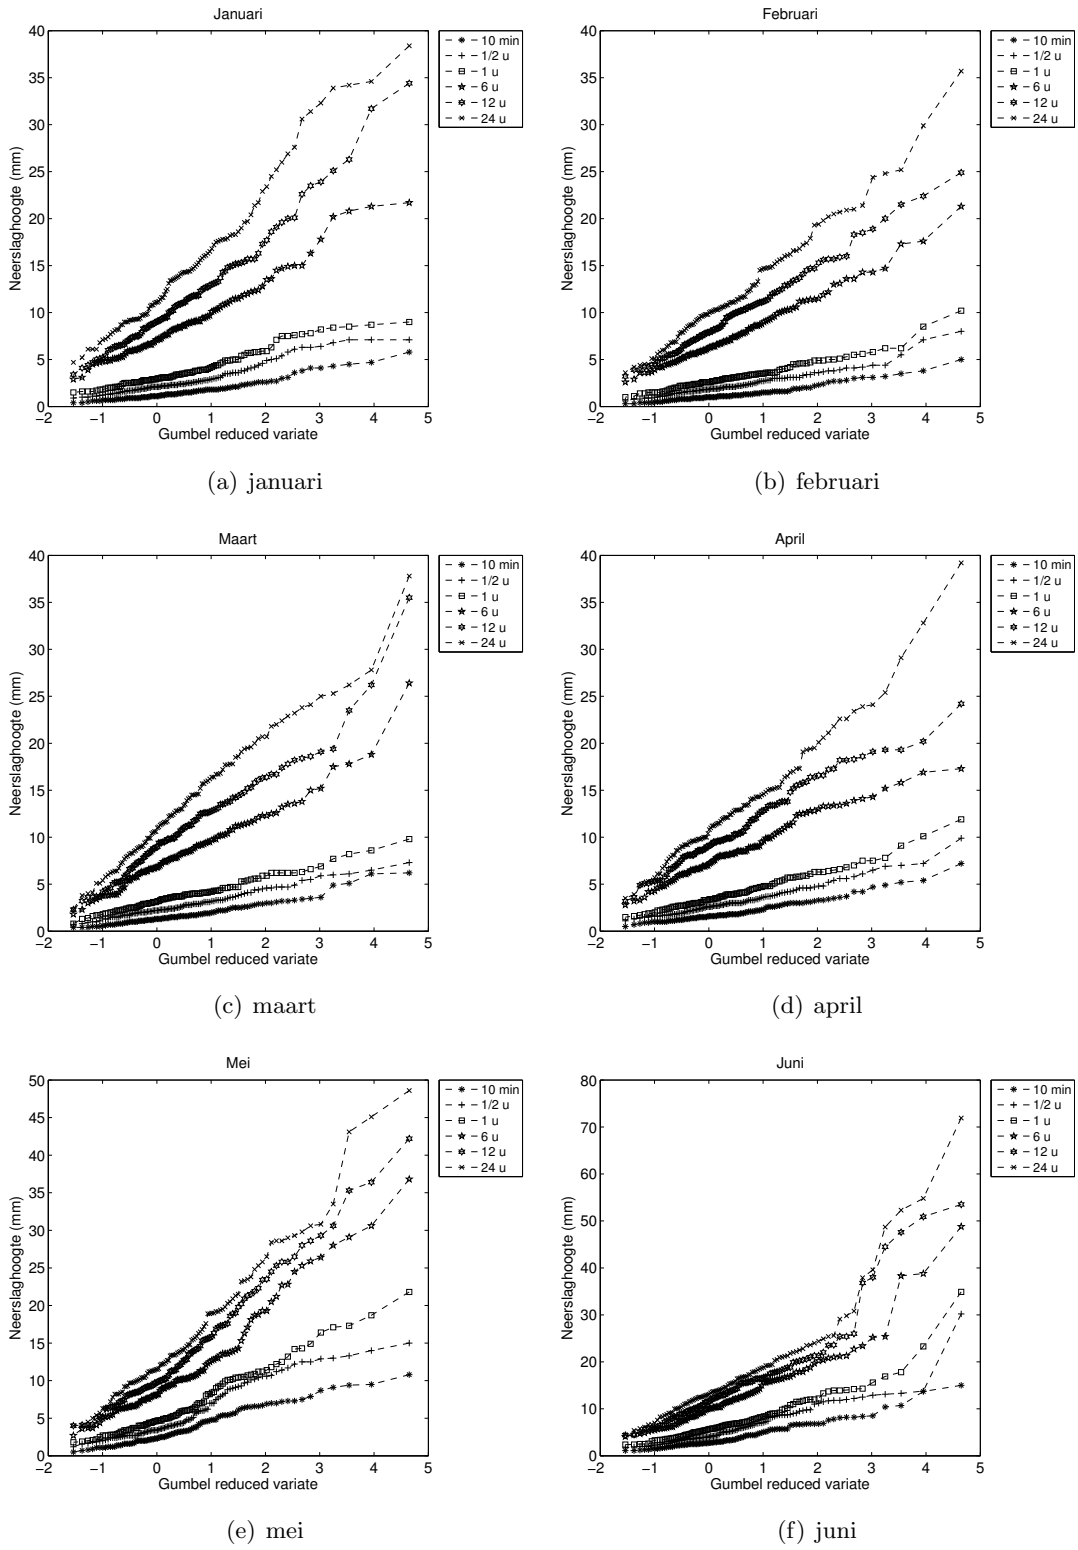 Januari
40
35
30
25
20
15
10
5
0
−2 −1 0 1 2 3 4 5
Neerslaghoogte (mm)
Gumbel reduced variate
10 min
1/2 u
1 u
6 u
12 u
24 u
(a) januari
Februari
40
35
30
25
20
15
10
5
0
−2 −1 0 1 2 3 4 5
Neerslaghoogte (mm)
Gumbel reduced variate
10 min
1/2 u
1 u
6 u
12 u
24 u
(b) februari
Maart
40
35
30
25
20
15
10
5
0
−2 −1 0 1 2 3 4 5
Neerslaghoogte (mm)
Gumbel reduced variate
10 min
1/2 u
1 u
6 u
12 u
24 u
(c) maart
April
40
35
30
25
20
15
10
5
0
−2 −1 0 1 2 3 4 5
Neerslaghoogte (mm)
Gumbel reduced variate
10 min
1/2 u
1 u
6 u
12 u
24 u
(d) april
Mei
50
45
40
35
30
25
20
15
10
5
0
−2 −1 0 1 2 3 4 5
Neerslaghoogte (mm)
Gumbel reduced variate
10 min
1/2 u
1 u
6 u
12 u
24 u
(e) mei
Juni
80
70
60
50
40
30
20
10
0
−2 −1 0 1 2 3 4 5
Neerslaghoogte (mm)
Gumbel reduced variate
10 min
1/2 u
1 u
6 u
12 u
24 u
(f) juni